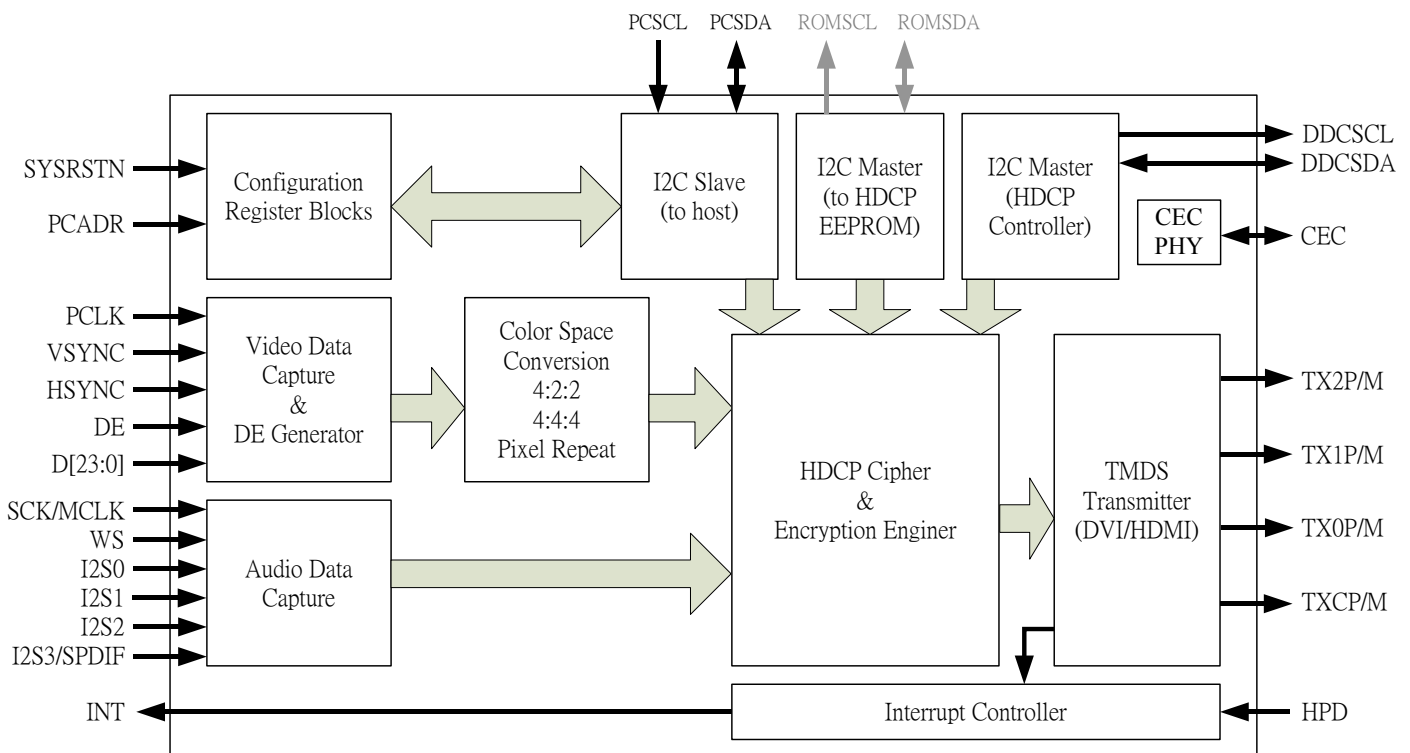 PCSCL
PCSDA
ROMSCL
ROMSDA
SYSRSTN
PCADR
Configuration
Register Blocks
I2C Slave
(to host)
I2C Master
(to HDCP
EEPROM)
I2C Master
(HDCP
Controller)
DDCSCL
DDCSDA
CEC
PHY
CEC
PCLK
VSYNC
HSYNC
DE
D[23:0]
Video Data
Capture
&
DE Generator
Color Space
Conversion
4:2:2
4:4:4
Pixel Repeat
HDCP Cipher
&
Encryption Enginer
TMDS
Transmitter
(DVI/HDMI)
TX2P/M
TX1P/M
TX0P/M
TXCP/M
SCK/MCLK
WS
I2S0
I2S1
I2S2
I2S3/SPDIF
Audio Data
Capture
INT
Interrupt Controller
HPD